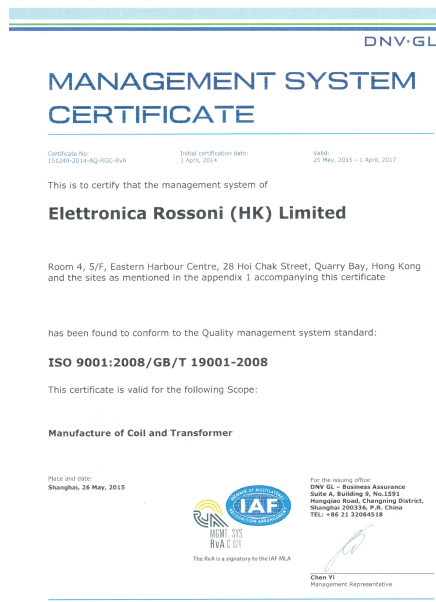 DNV·GL
MANAGEMENT SYSTEM
CERTIFICATE
Certificate No:
151249-2014-AQ-RGC-RvA
Initial certification date:
1 April, 2014
Valid:
25 May, 2015 - 1 April, 2017
This is to certify that the management system of
Elettronica Rossoni (HK) Limited
Room 4, 5/F, Eastern Harbour Centre, 28 Hoi Chak Street, Quarry Bay, Hong Kong
and the sites as mentioned in the appendix 1 accompanying this certificate
has been found to conform to the Quality management system standard:
ISO 9001:2008/GB/T 19001-2008
This certificate is valid for the following Scope:
Manufacture of Coil and Transformer
Place and date:
Shanghai, 26 May, 2015
For the issuing office:
DNV GL – Business Assurance
Suite A, Building 9, No.1591
Hongqiao Road, Changning District,
Shanghai 200336, P.R. China
TEL: +86 21 32084518
MEMBER OF MULTILATERAL
IAF
RECOGNITION ARRANGEMENT
RVA
MGMT. SYS.
RvA C 024
The RvA is a signatory to the IAF MLA
Chen Yi
Management Representative